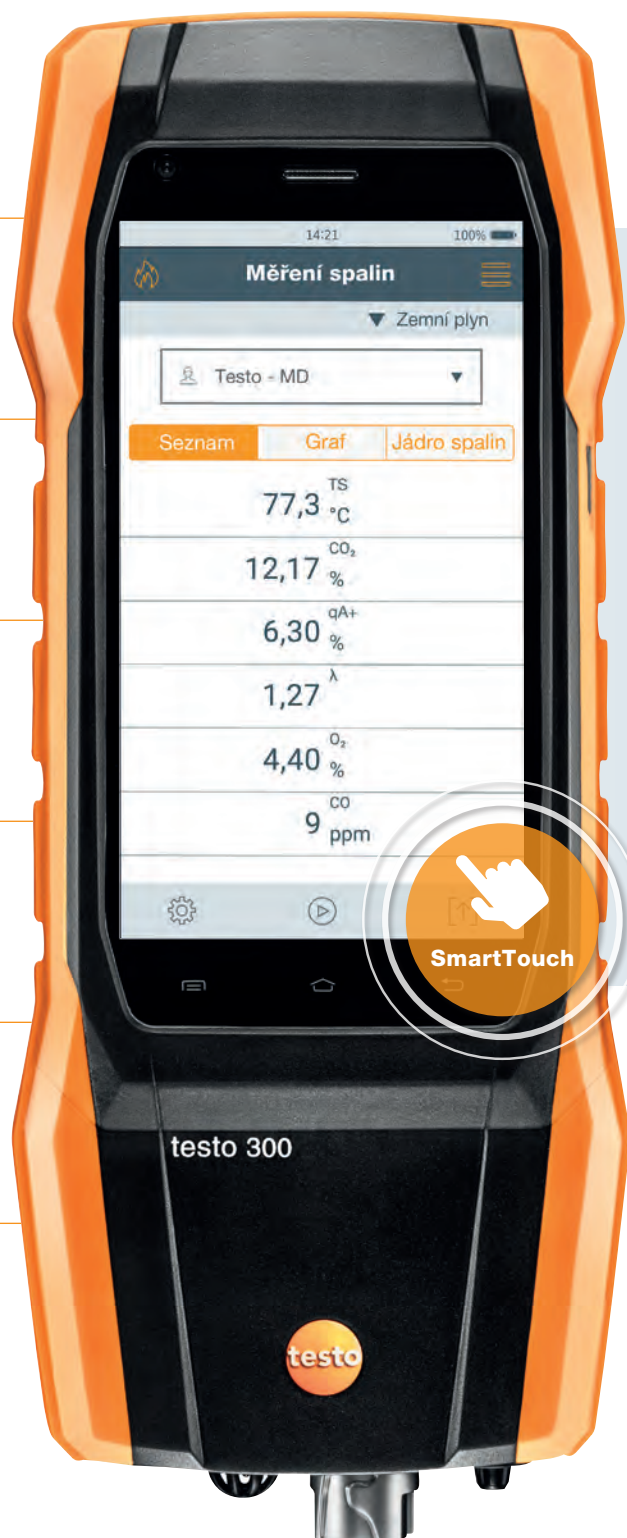 14:21 100%
Měření spalin
▼ Zemní plyn
Testo - MD ▼
Seznam Graf Jádro spalin
77,3 TS °C
12,17 CO₂ %
6,30 qA+ %
1,27 λ
4,40 O₂ %
9 CO ppm
SmartTouch
testo 300
testo